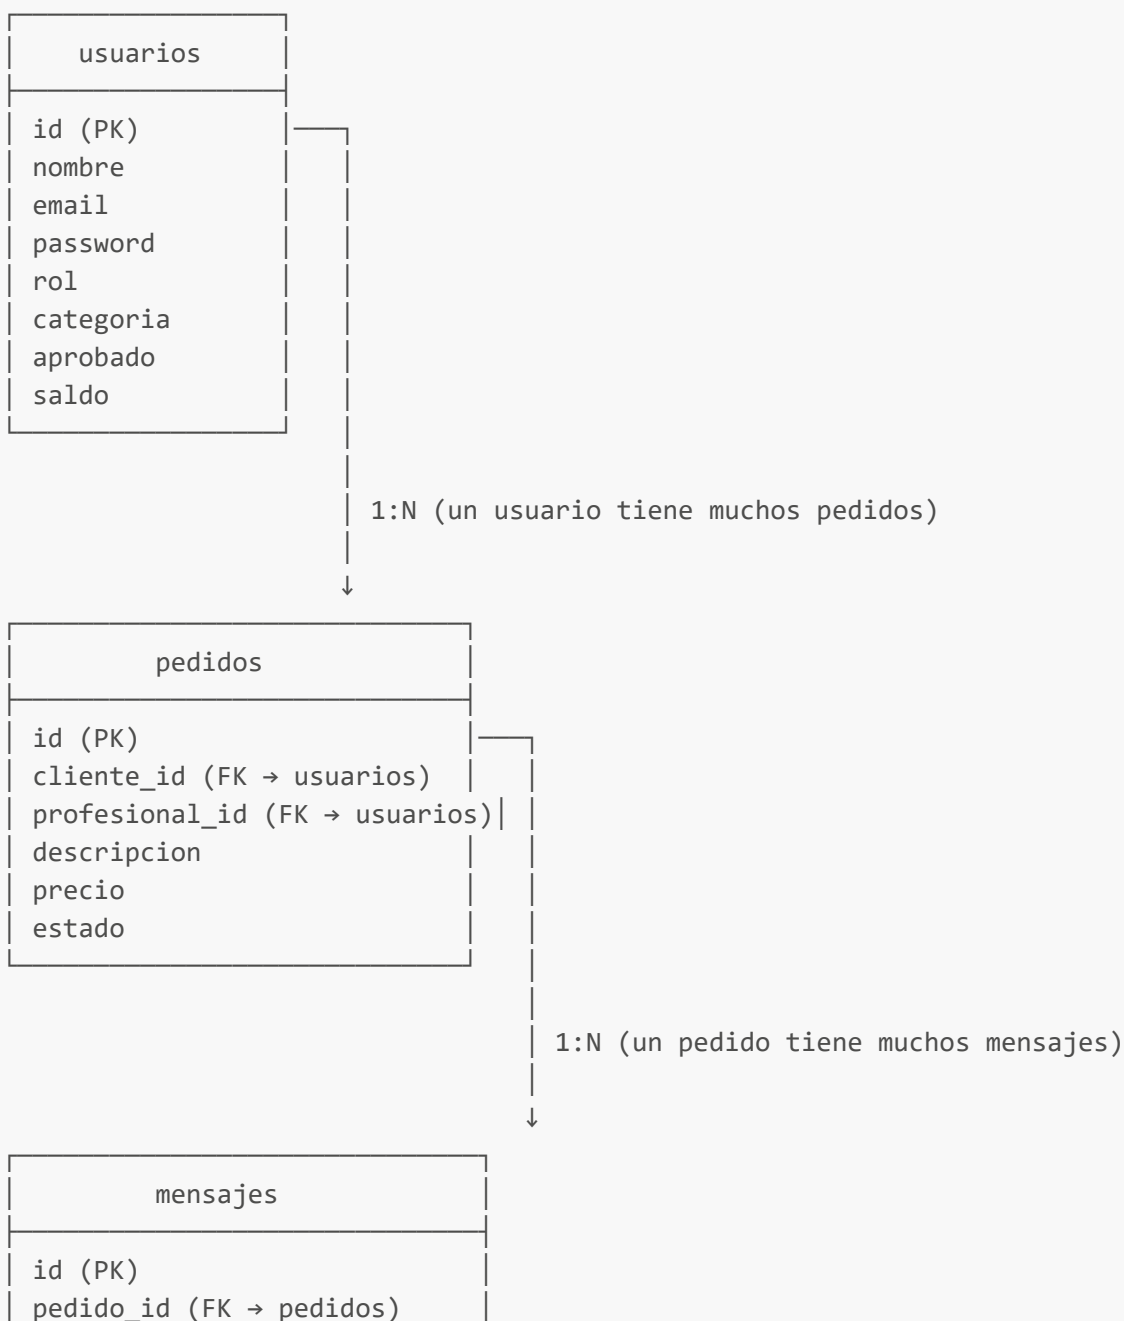 usuarios
id (PK)
nombre
email
password
rol
categoria
aprobado
saldo
1:N (un usuario tiene muchos pedidos)
↓
pedidos
id (PK)
cliente_id (FK → usuarios)
profesional_id (FK → usuarios)
descripcion
precio
estado
1:N (un pedido tiene muchos mensajes)
↓
mensajes
id (PK)
pedido_id (FK → pedidos)